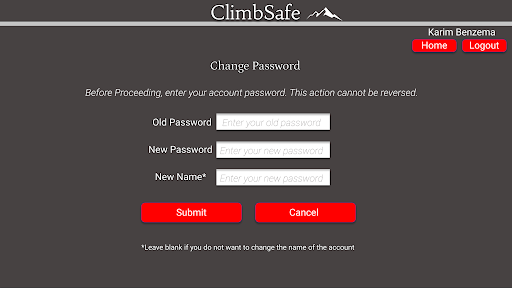 ClimbSafe
Karim Benzema
Home Logout
Change Password
Before Proceeding, enter your account password. This action cannot be reversed.
Old Password Enter your old password
New Password Enter your new password
New Name* Enter your new password
Submit Cancel
*Leave blank if you do not want to change the name of the account